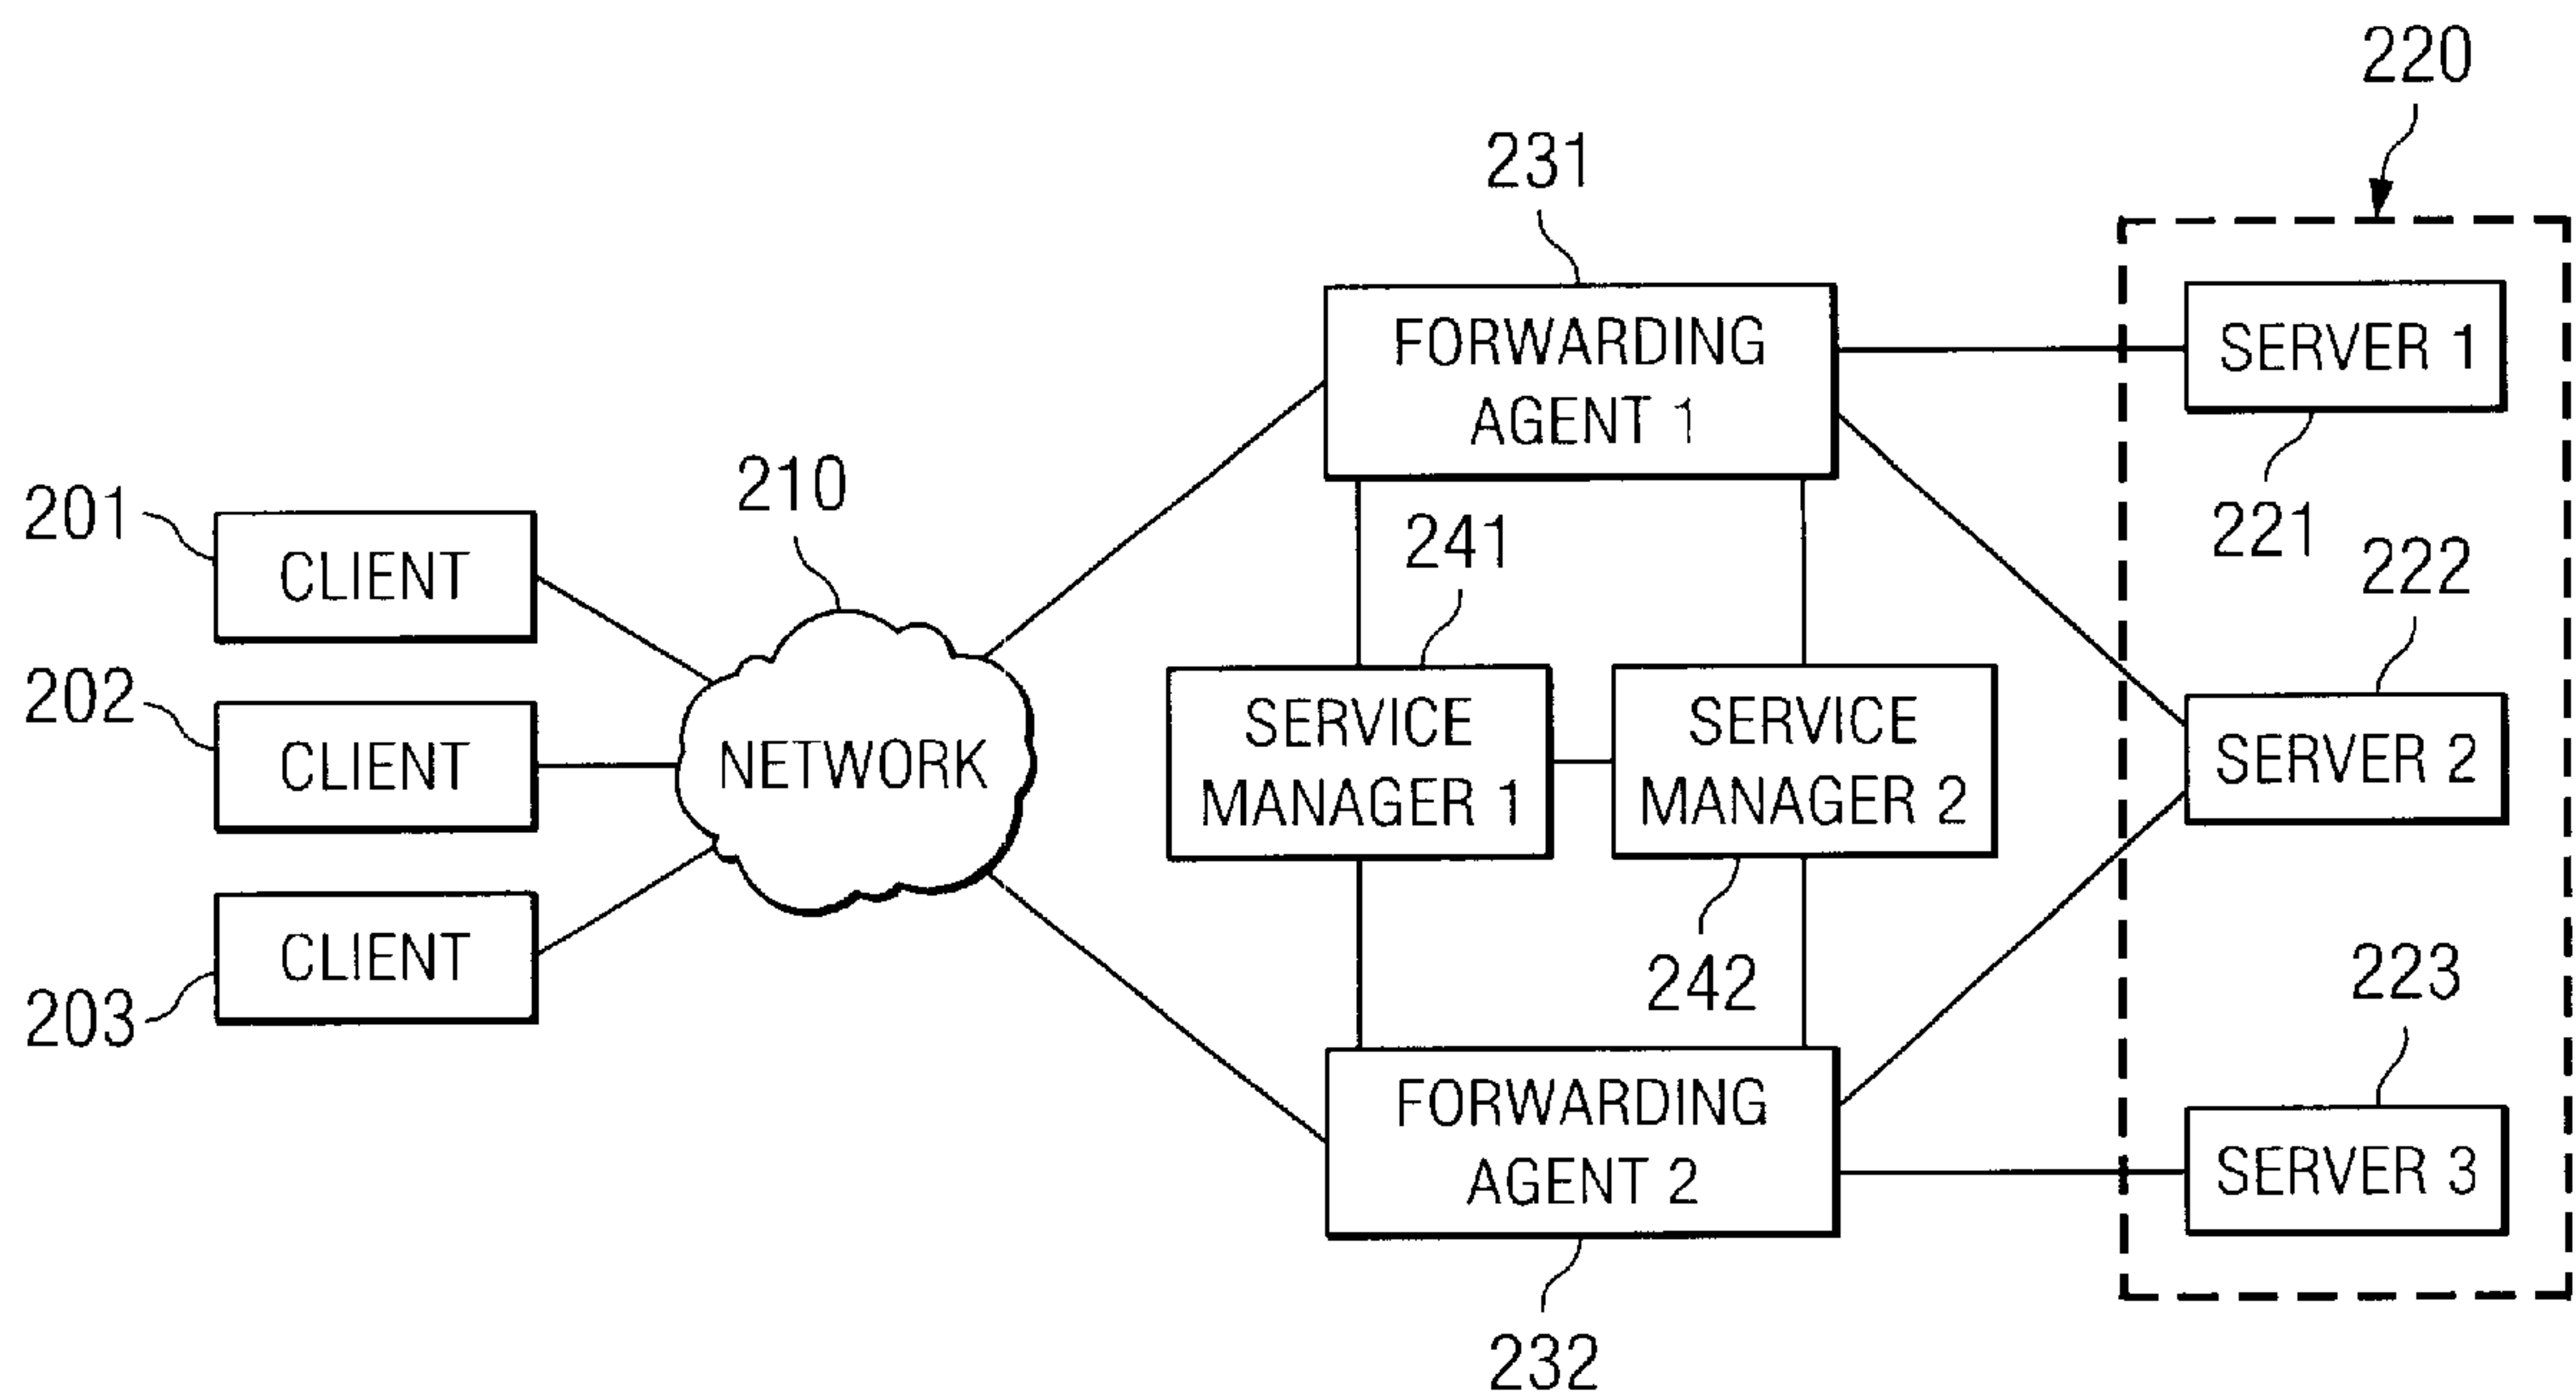 220
231
FORWARDING
AGENT 1
SERVER 1
221
201
CLIENT
210
241
222
202
CLIENT
NETWORK
SERVICE
MANAGER 1
SERVICE
MANAGER 2
SERVER 2
203
CLIENT
242
223
FORWARDING
AGENT 2
SERVER 3
232